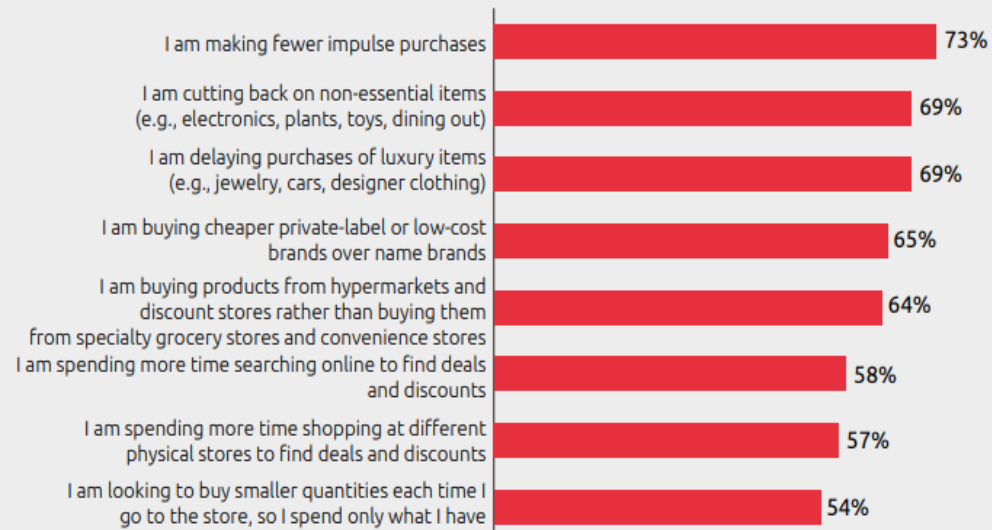 I am making fewer impulse purchases
73%
I am cutting back on non-essential items
(e.g., electronics, plants, toys, dining out)
69%
I am delaying purchases of luxury items
(e.g., jewelry, cars, designer clothing)
69%
I am buying cheaper private-label or low-cost
brands over name brands
65%
I am buying products from hypermarkets and
discount stores rather than buying them
from specialty grocery stores and convenience stores
64%
I am spending more time searching online to find deals
and discounts
58%
I am spending more time shopping at different
physical stores to find deals and discounts
57%
I am looking to buy smaller quantities each time I
go to the store, so I spend only what I have
54%